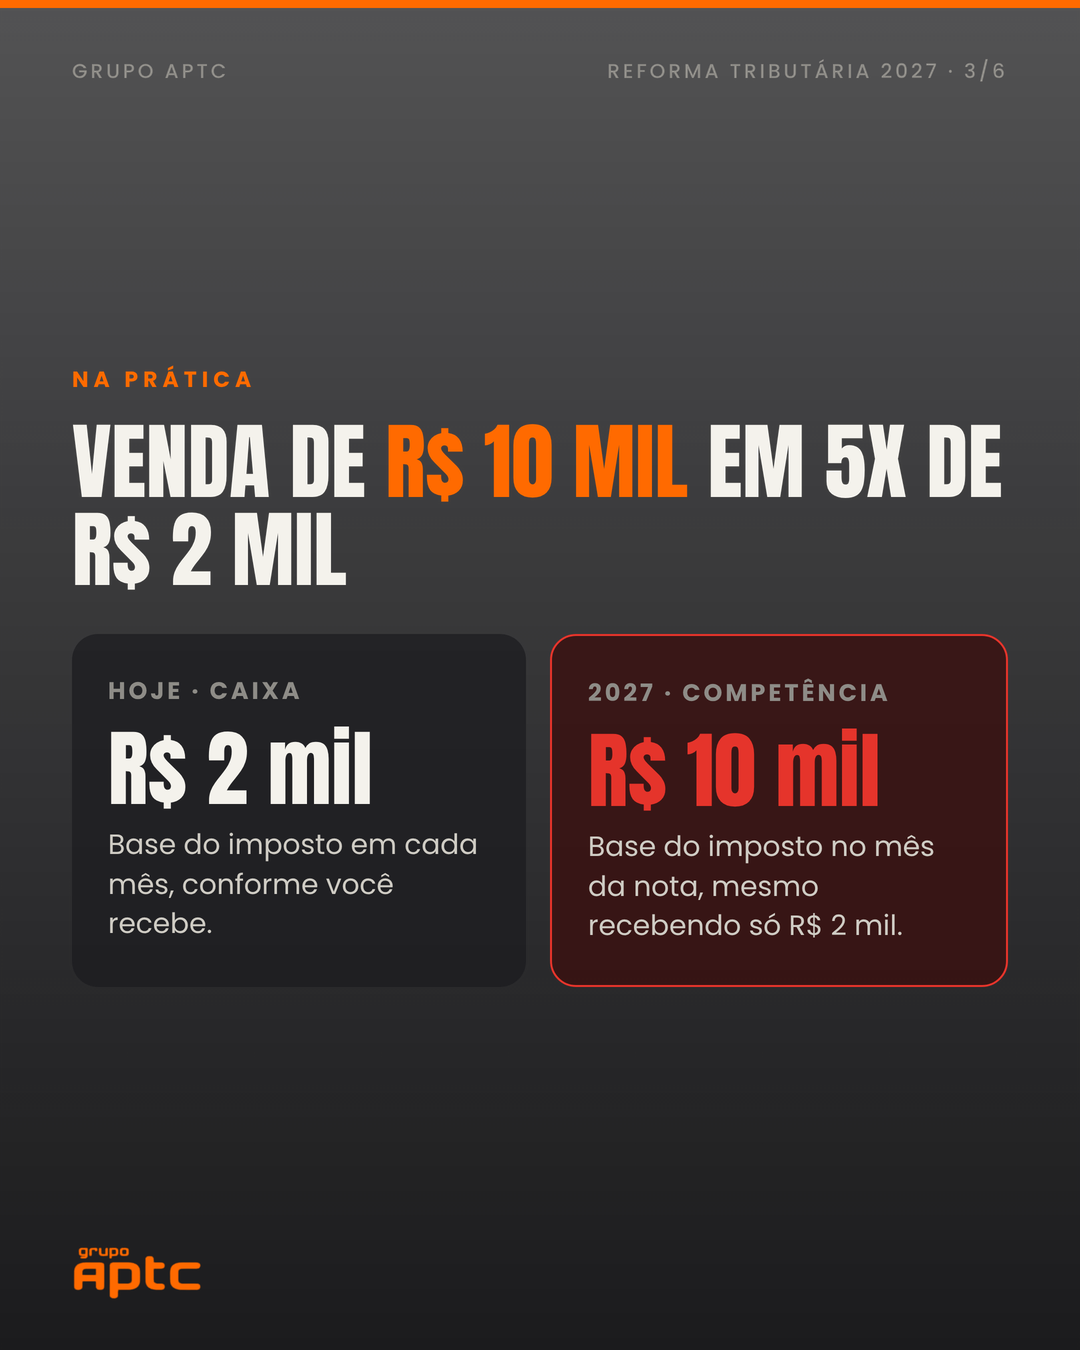 GRUPO APTC
REFORMA TRIBUTÁRIA 2027 · 3/6
NA PRÁTICA
VENDA DE R$ 10 MIL EM 5X DE
R$ 2 MIL
HOJE · CAIXA
R$ 2 mil
Base do imposto em cada
mês, conforme você
recebe.
2027 · COMPETÊNCIA
R$ 10 mil
Base do imposto no mês
da nota, mesmo
recebendo só R$ 2 mil.
grupo
aptc